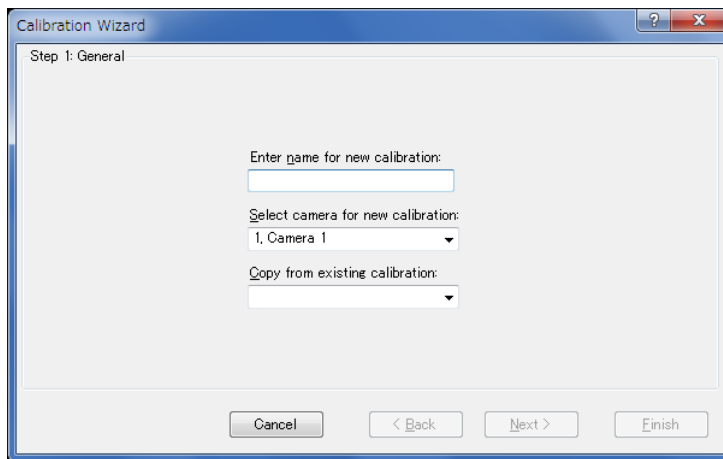 Calibration Wizard
?
X
Step 1: General
Enter name for new calibration:
Select camera for new calibration:
1, Camera 1
Copy from existing calibration:
Cancel
< Back
Next >
Finish